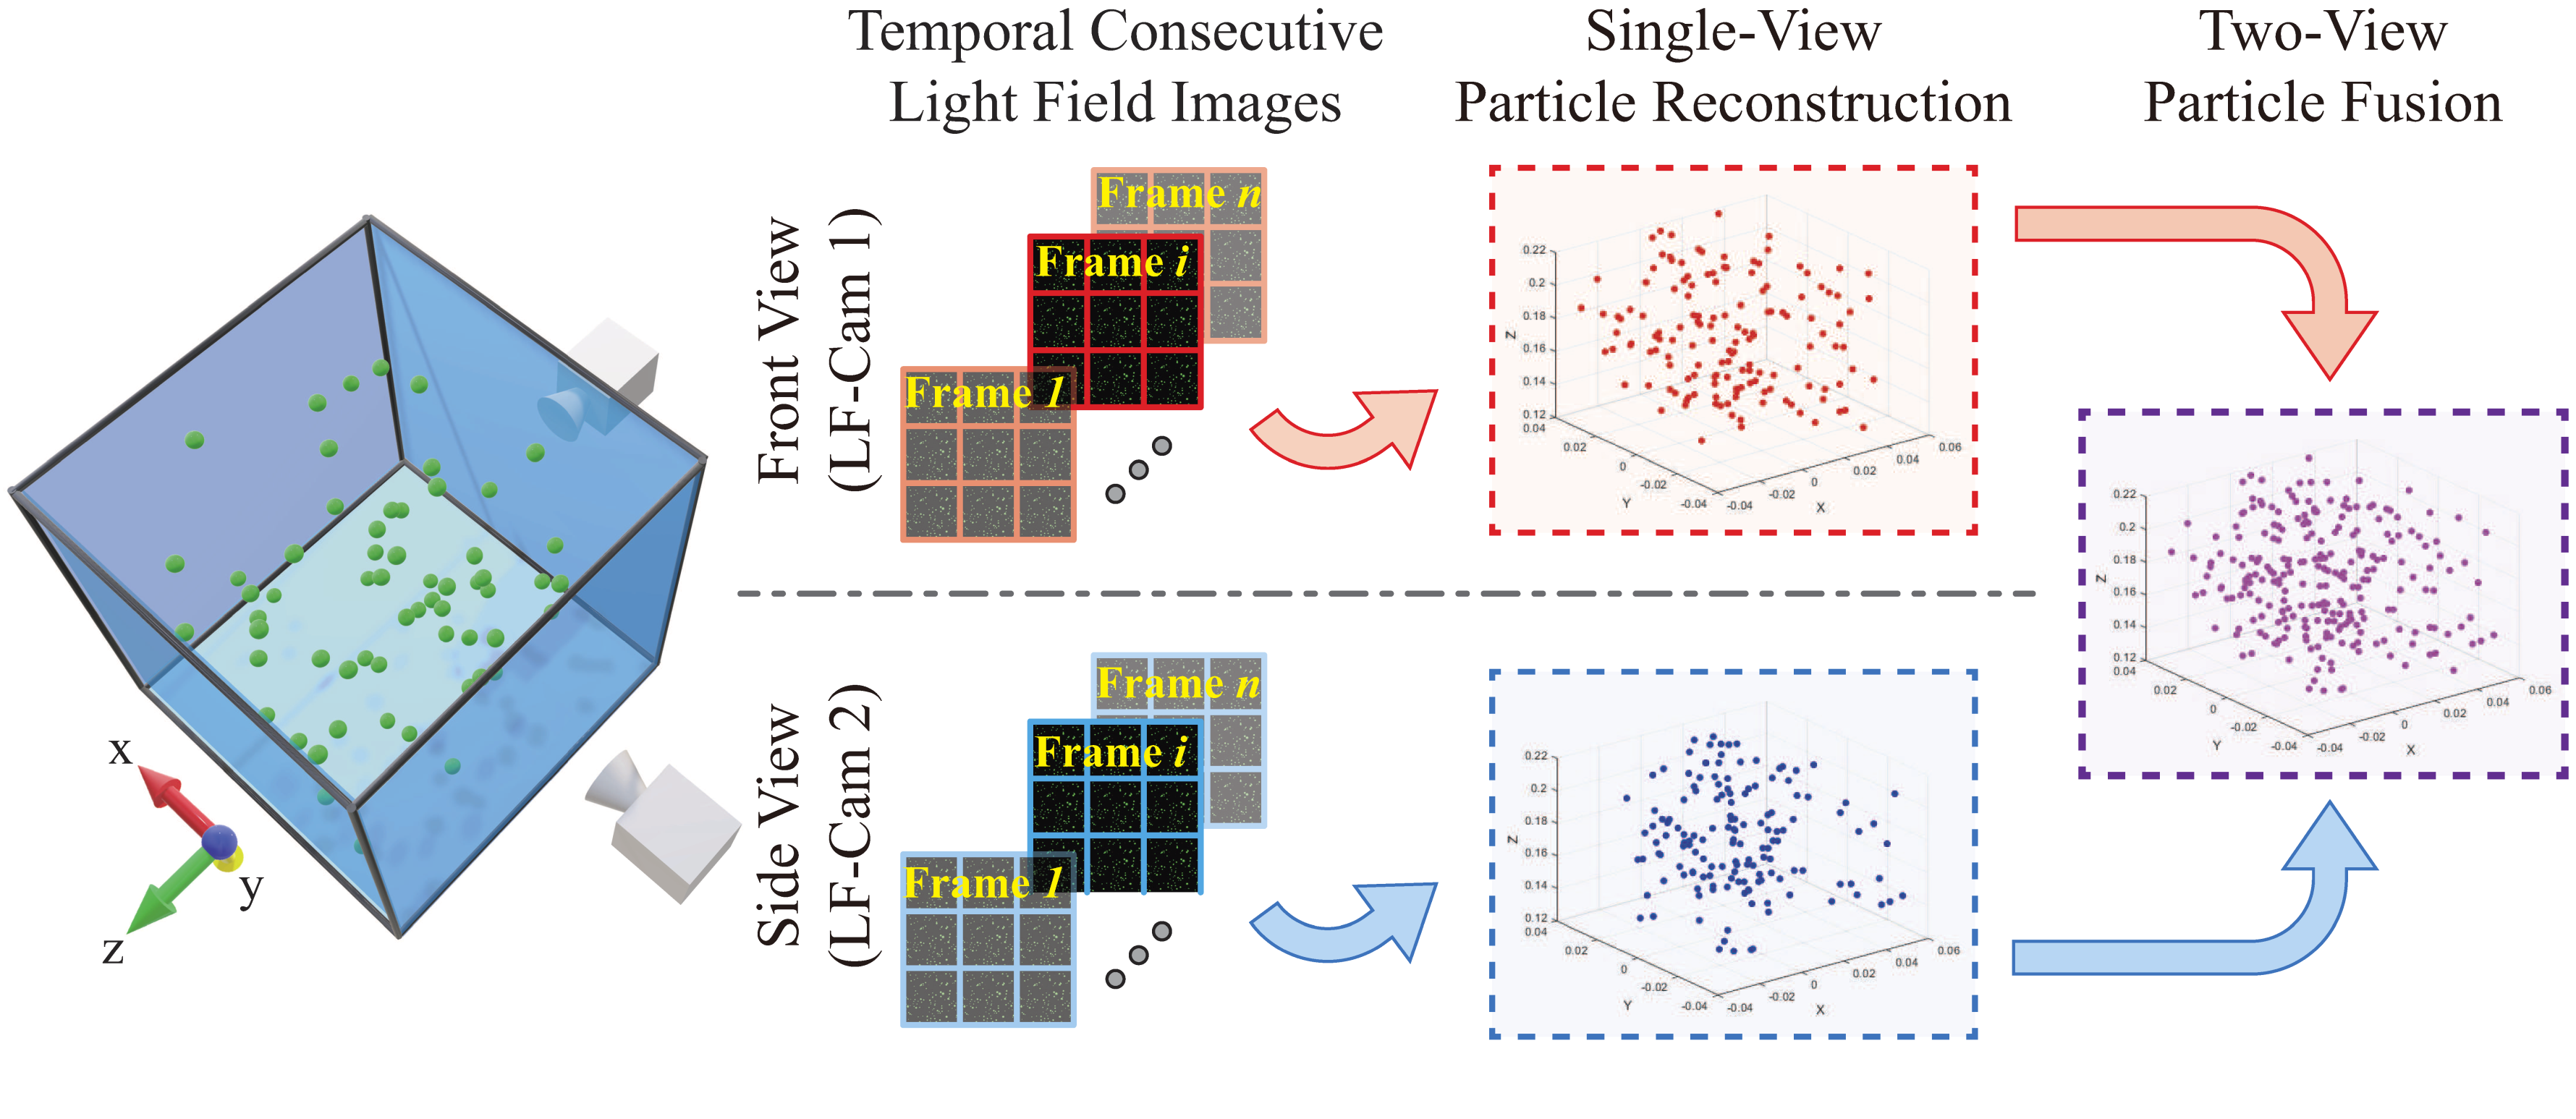 Temporal Consecutive
Light Field Images
Single-View
Particle Reconstruction
Two-View
Particle Fusion
x
y
z
Front View
(LF-Cam 1)
Frame n
Frame i
Frame 1
0.22
0.2
0.18
0.16
0.14
0.12
Z
0.04
0.02
0
-0.02
-0.04
Y
-0.04
-0.02
0
0.02
0.04
0.06
X
Side View
(LF-Cam 2)
Frame n
Frame i
Frame 1
0.22
0.2
0.18
0.16
0.14
0.12
Z
0.04
0.02
0
-0.02
-0.04
Y
-0.04
-0.02
0
0.02
0.04
0.06
X
0.22
0.2
0.18
0.16
0.14
0.12
Z
0.04
0.02
0
-0.02
-0.04
Y
-0.04
-0.02
0
0.02
0.04
0.06
X